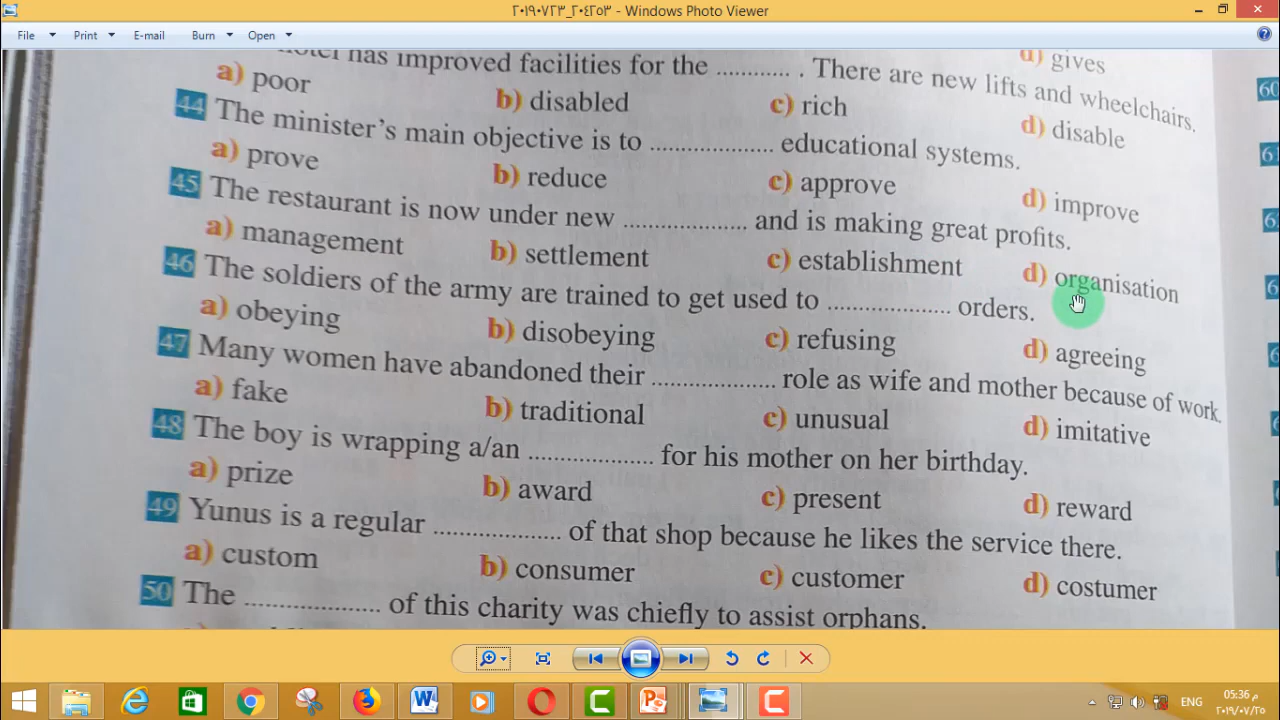 ٢٠١٩٠٧٢٣_٢٠٤٢٥٣ - Windows Photo Viewer
File Print E-mail Burn Open
d) gives
hotel has improved facilities for the ............ . There are new lifts and wheelchairs.
a) poor b) disabled c) rich d) disable
44 The minister's main objective is to .................... educational systems.
a) prove b) reduce c) approve d) improve
45 The restaurant is now under new .................... and is making great profits.
a) management b) settlement c) establishment d) organisation
46 The soldiers of the army are trained to get used to .................... orders.
a) obeying b) disobeying c) refusing d) agreeing
47 Many women have abandoned their .................... role as wife and mother because of work.
a) fake b) traditional c) unusual d) imitative
48 The boy is wrapping a/an .................... for his mother on her birthday.
a) prize b) award c) present d) reward
49 Yunus is a regular .................... of that shop because he likes the service there.
a) custom b) consumer c) customer d) costumer
50 The .................... of this charity was chiefly to assist orphans.
60
61
ENG
05:36 م
٢٠١٩/٠٧/٢٥